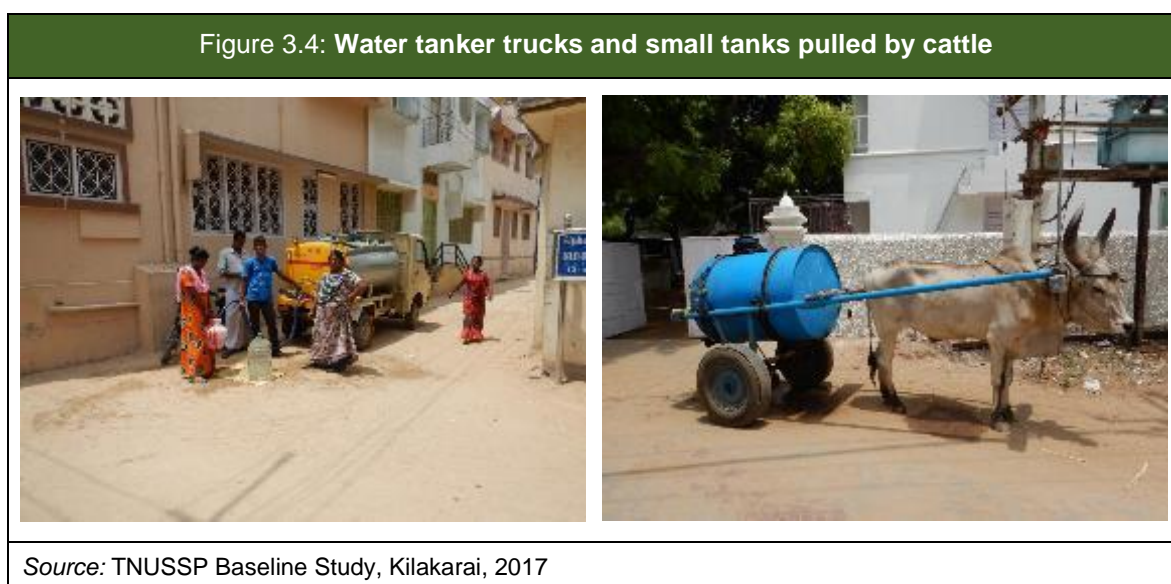 Figure 3.4: Water tanker trucks and small tanks pulled by cattle
Source: TNUSSP Baseline Study, Kilakarai, 2017